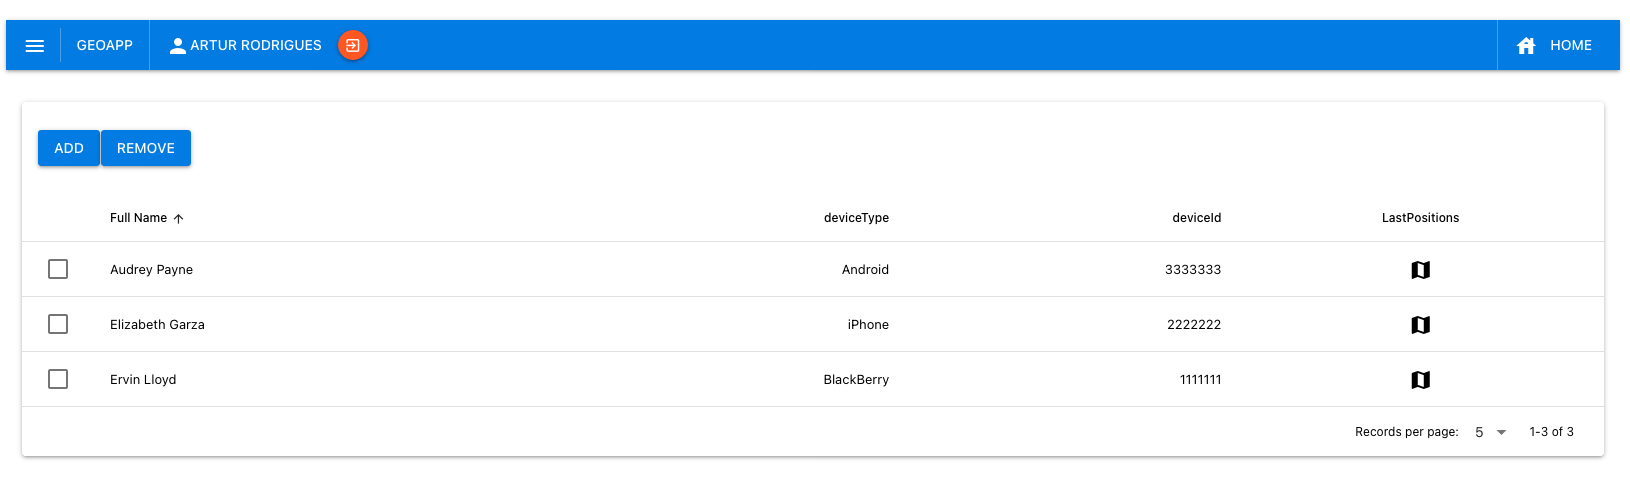 GEOAPP ARTUR RODRIGUES HOME
ADD REMOVE
Full Name deviceType deviceId LastPositions
Audrey Payne Android 3333333
Elizabeth Garza iPhone 2222222
Ervin Lloyd BlackBerry 1111111
Records per page: 5 1-3 of 3